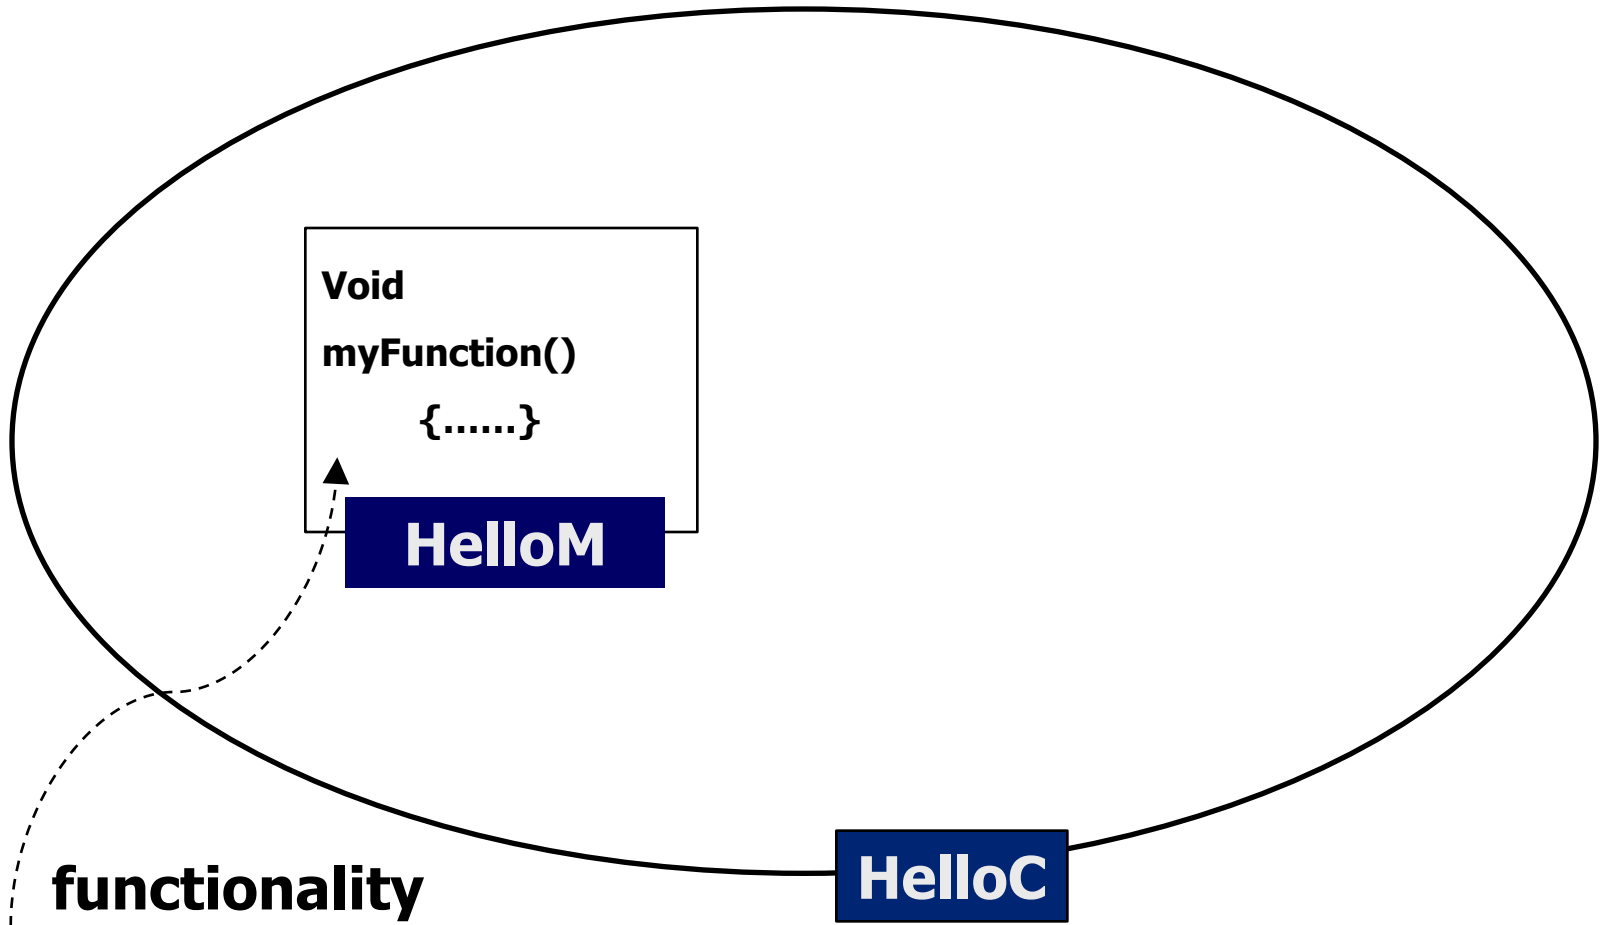 Void
myFunction()
{……}
HelloM
HelloC
functionality